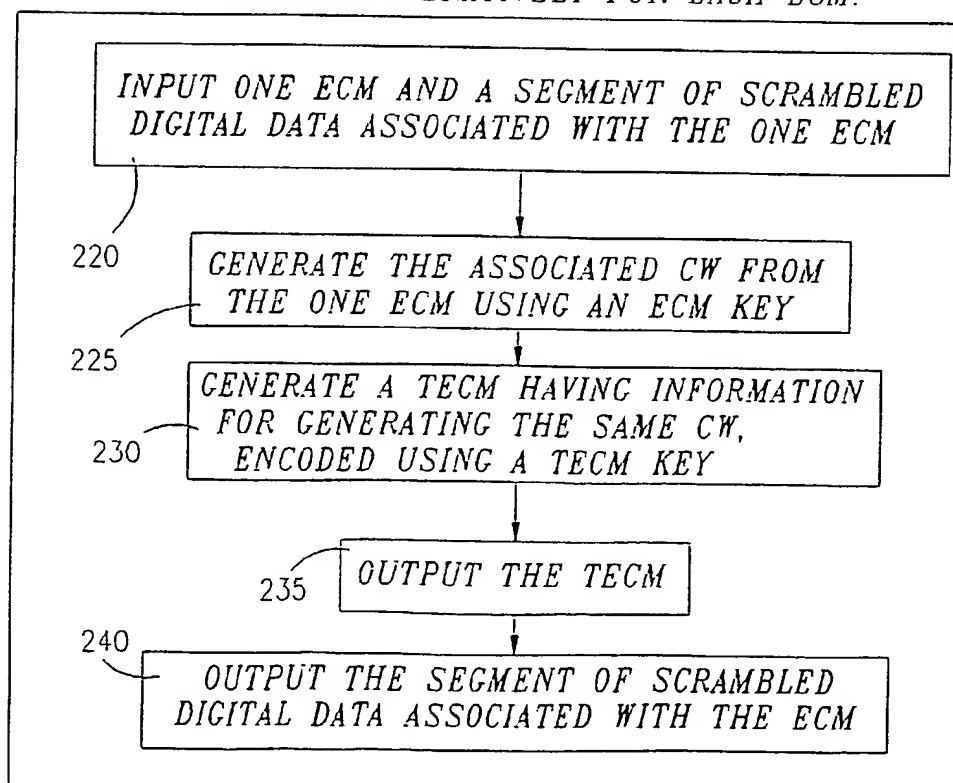 FOR EACH ECM:
INPUT ONE ECM AND A SEGMENT OF SCRAMBLED
DIGITAL DATA ASSOCIATED WITH THE ONE ECM
220
GENERATE THE ASSOCIATED CW FROM
THE ONE ECM USING AN ECM KEY
225
GENERATE A TECM HAVING INFORMATION
FOR GENERATING THE SAME CW,
ENCODED USING A TECM KEY
230
OUTPUT THE TECM
235
240
OUTPUT THE SEGMENT OF SCRAMBLED
DIGITAL DATA ASSOCIATED WITH THE ECM